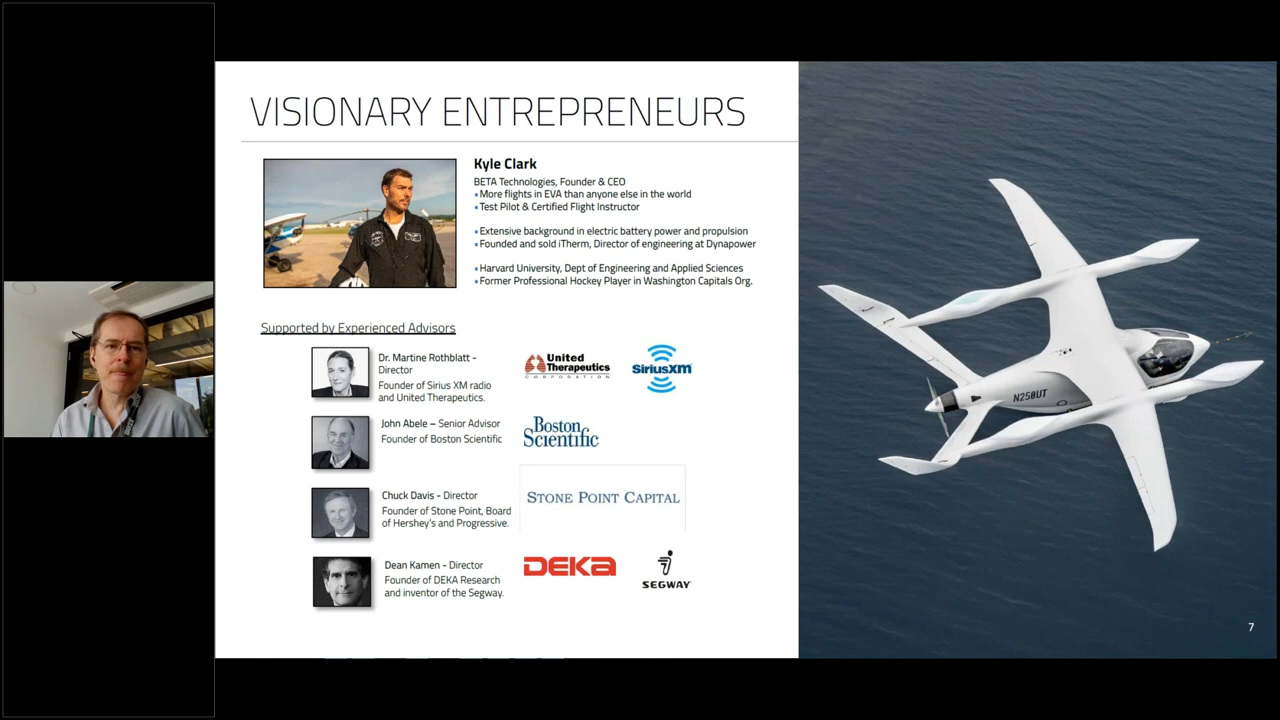 VISIONARY ENTREPRENEURS
Kyle Clark
BETA Technologies, Founder & CEO
▪ More flights in EVA than anyone else in the world
▪ Test Pilot & Certified Flight Instructor
▪ Extensive background in electric battery power and propulsion
▪ Founded and sold iTherm, Director of engineering at Dynapower
▪ Harvard University, Dept of Engineering and Applied Sciences
▪ Former Professional Hockey Player in Washington Capitals Org.
Supported by Experienced Advisors
Dr. Martine Rothblatt -
Director
Founder of Sirius XM radio
and United Therapeutics.
United
Therapeutics
CORPORATION
SiriusXM
John Abele – Senior Advisor
Founder of Boston Scientific
Boston
Scientific
Chuck Davis - Director
Founder of Stone Point, Board
of Hershey's and Progressive.
STONE POINT CAPITAL
Dean Kamen - Director
Founder of DEKA Research
and inventor of the Segway.
DEKA
SEGWAY
N250UT
7